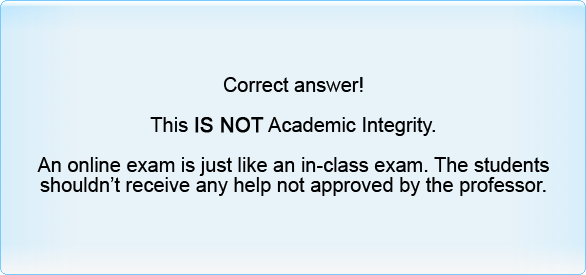 Correct answer!
This IS NOT Academic Integrity.
An online exam is just like an in-class exam. The students
shouldn’t receive any help not approved by the professor.